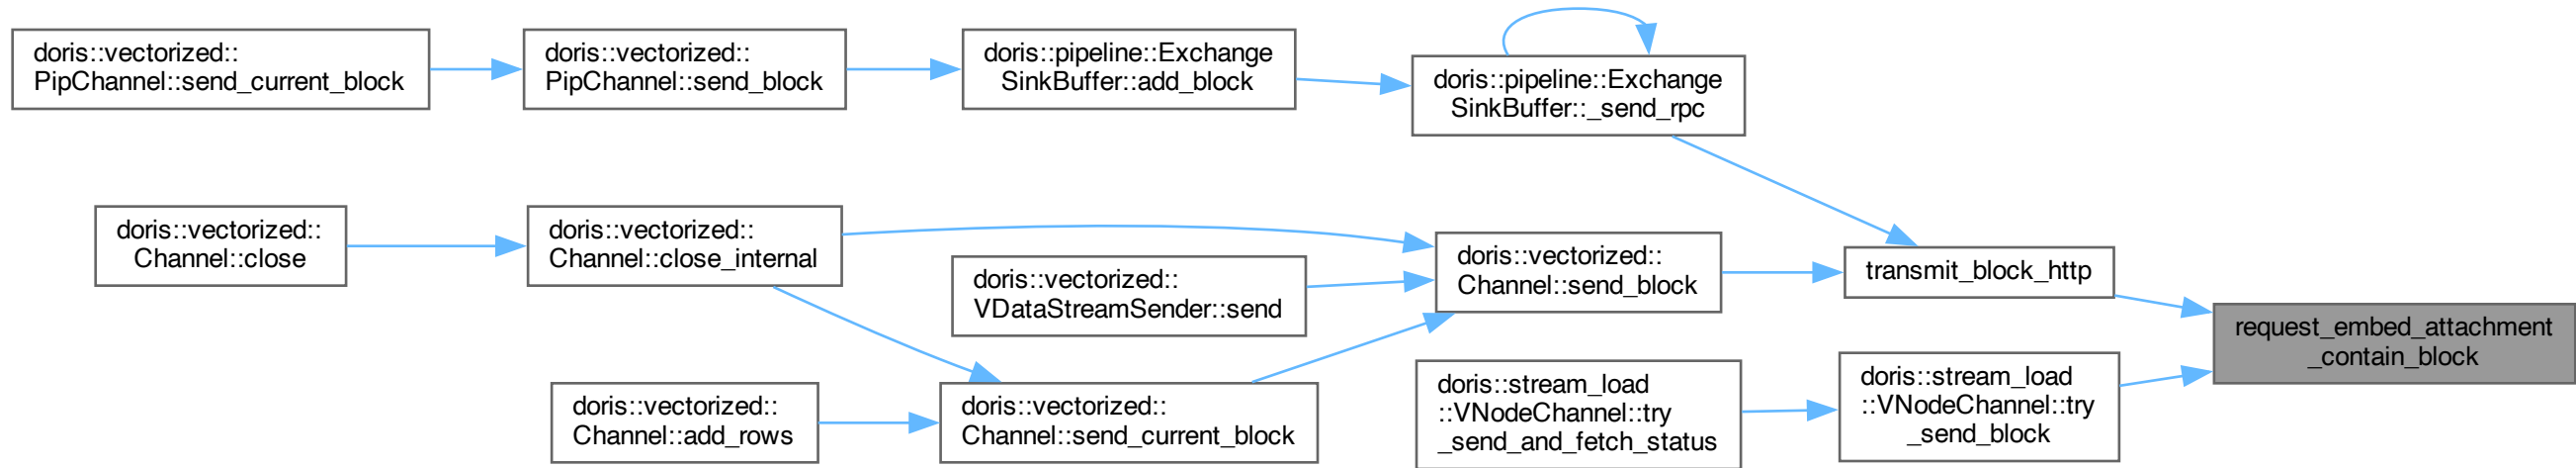 doris::vectorized::
PipChannel::send_current_block
doris::vectorized::
PipChannel::send_block
doris::pipeline::Exchange
SinkBuffer::add_block
doris::pipeline::Exchange
SinkBuffer::_send_rpc
doris::vectorized::
Channel::close
doris::vectorized::
Channel::close_internal
doris::vectorized::
VDataStreamSender::send
doris::vectorized::
Channel::send_block
transmit_block_http
request_embed_attachment
_contain_block
doris::vectorized::
Channel::add_rows
doris::vectorized::
Channel::send_current_block
doris::stream_load
::VNodeChannel::try
_send_and_fetch_status
doris::stream_load
::VNodeChannel::try
_send_block